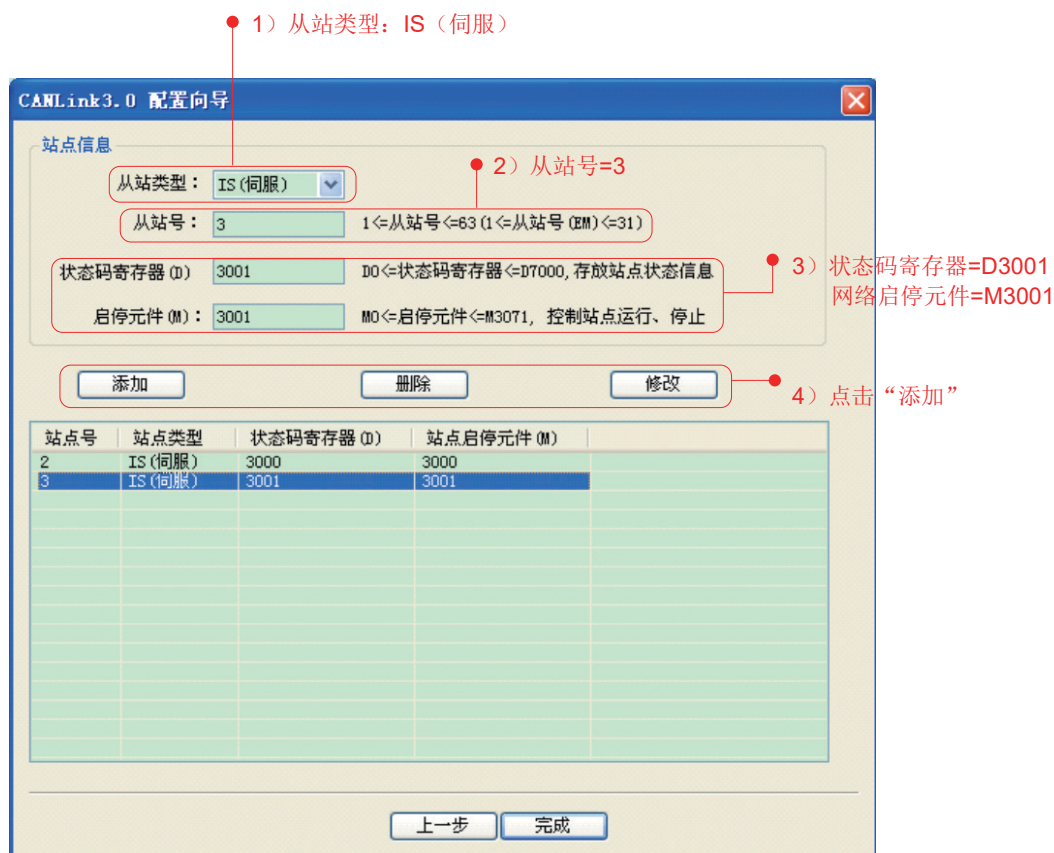 1）从站类型：IS（伺服）
CANLink3.0 配置向导
站点信息
从站类型： IS(伺服)
2）从站号=3
从站号： 3 1<=从站号<=63(1<=从站号(EM)<=31)
状态码寄存器(D) 3001 D0<=状态码寄存器<=D7000,存放站点状态信息
3）状态码寄存器=D3001
网络启停元件=M3001
启停元件(M)： 3001 M0<=启停元件<=M3071, 控制站点运行、停止
添加 删除 修改
4）点击“添加”
站点号 站点类型 状态码寄存器(D) 站点启停元件(M)
2 IS(伺服) 3000 3000
3 IS(伺服) 3001 3001
上一步 完成